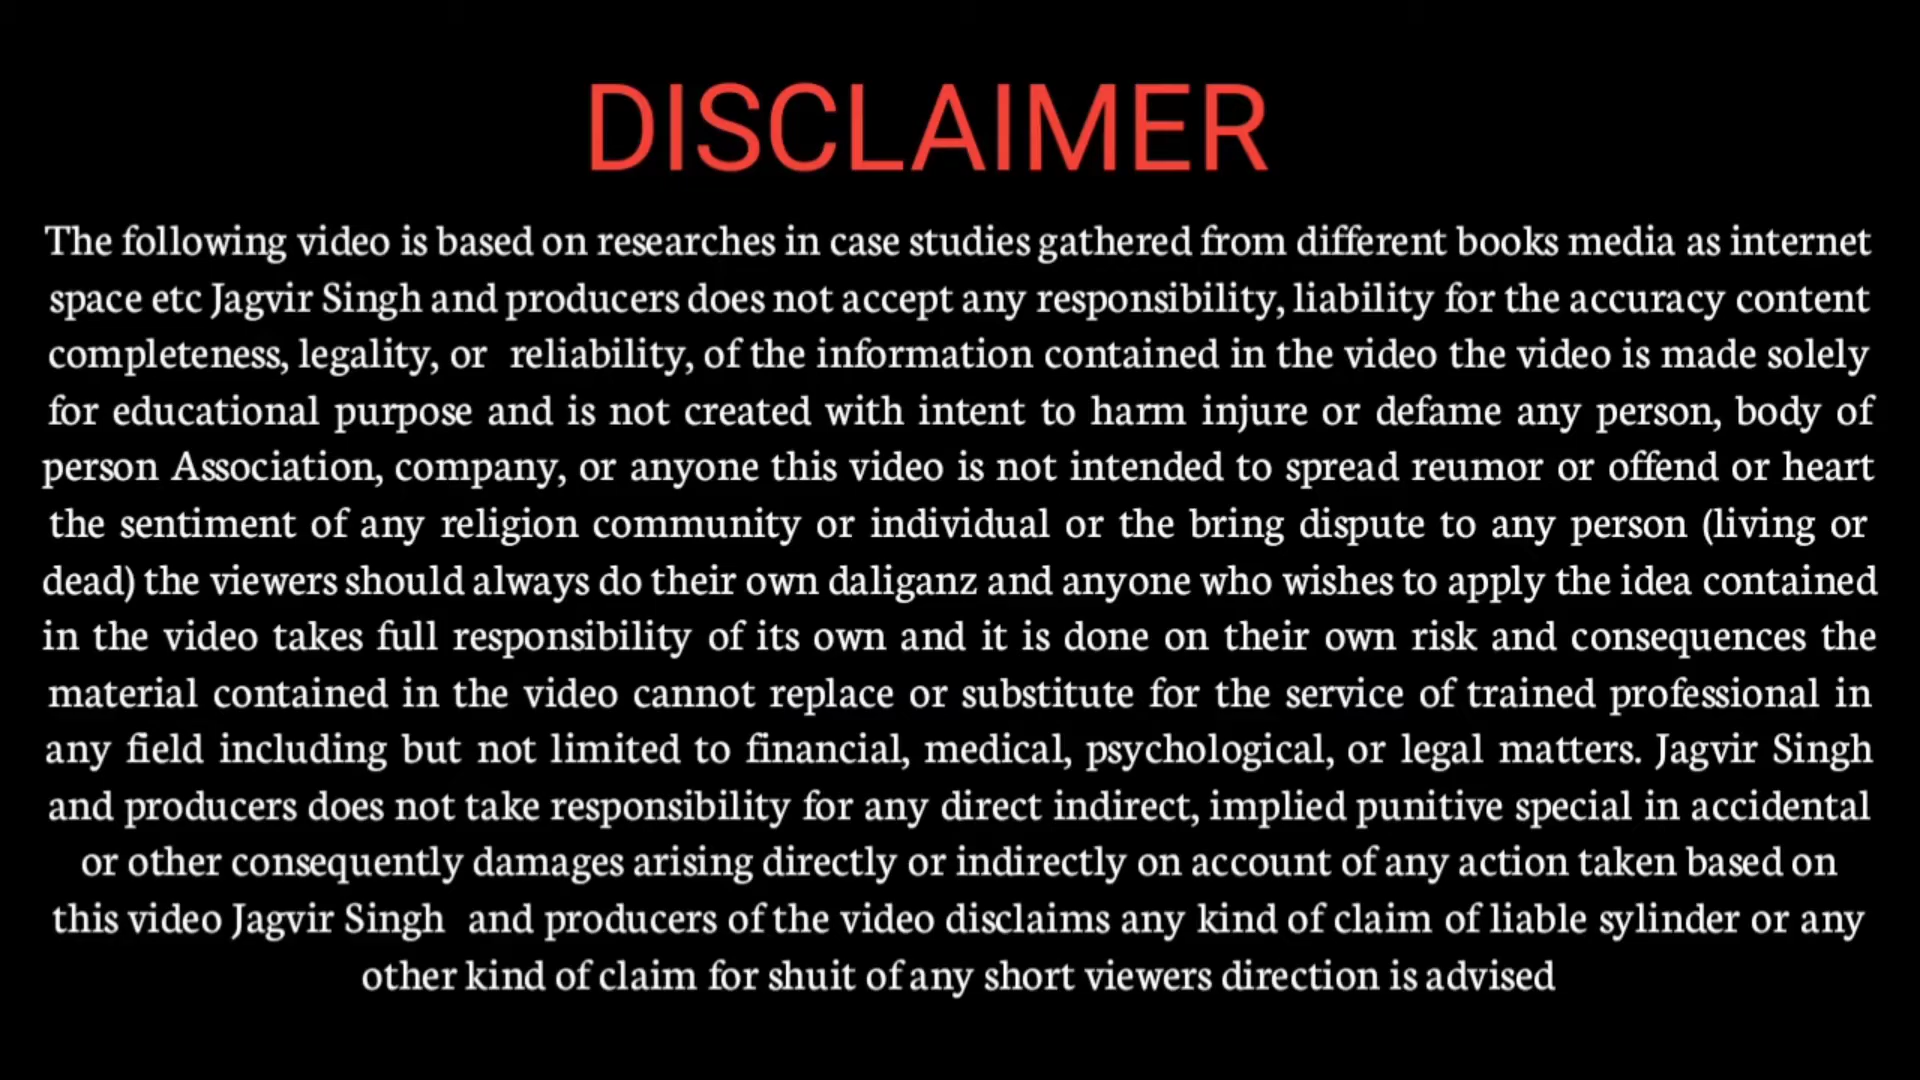 DISCLAIMER
The following video is based on researches in case studies gathered from different books media as internet
space etc Jagvir Singh and producers does not accept any responsibility, liability for the accuracy content
completeness, legality, or reliability, of the information contained in the video the video is made solely
for educational purpose and is not created with intent to harm injure or defame any person, body of
person Association, company, or anyone this video is not intended to spread reumor or offend or heart
the sentiment of any religion community or individual or the bring dispute to any person (living or
dead) the viewers should always do their own daliganz and anyone who wishes to apply the idea contained
in the video takes full responsibility of its own and it is done on their own risk and consequences the
material contained in the video cannot replace or substitute for the service of trained professional in
any field including but not limited to financial, medical, psychological, or legal matters. Jagvir Singh
and producers does not take responsibility for any direct indirect, implied punitive special in accidental
or other consequently damages arising directly or indirectly on account of any action taken based on
this video Jagvir Singh and producers of the video disclaims any kind of claim of liable sylinder or any
other kind of claim for shuit of any short viewers direction is advised